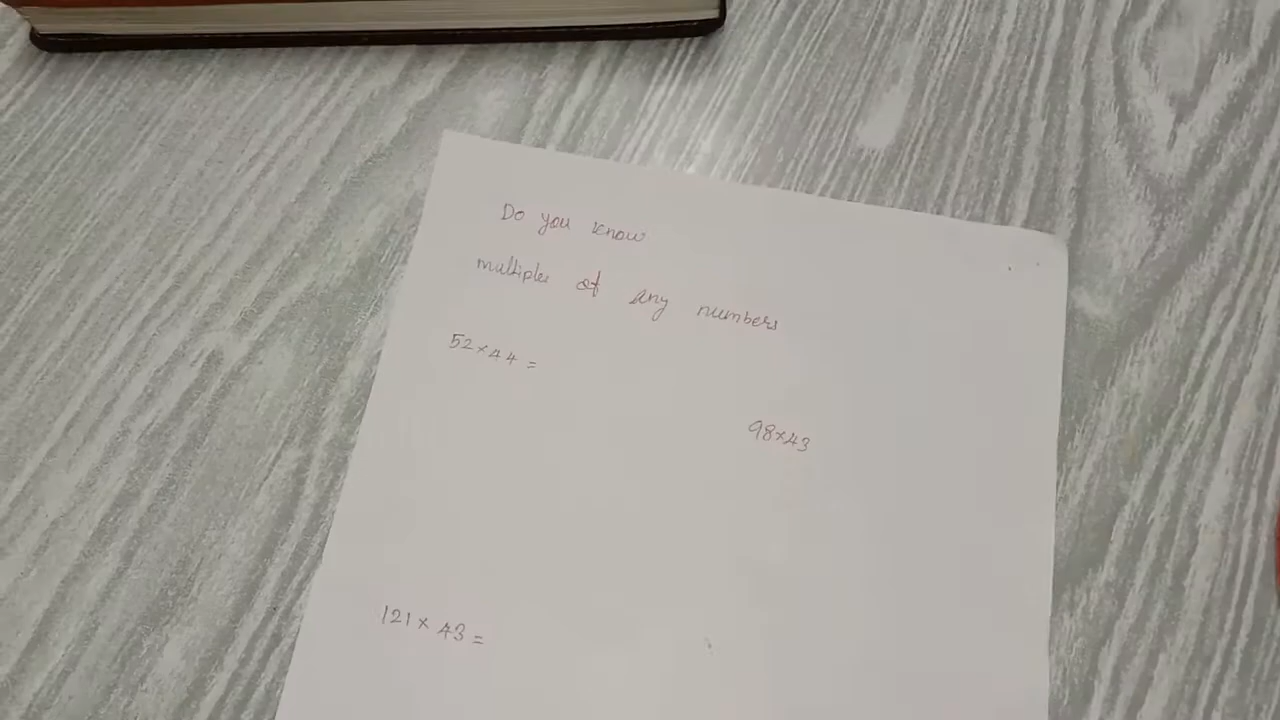 Do you know
multiples of any numbers
52×44 =
98×43
121× 43 =